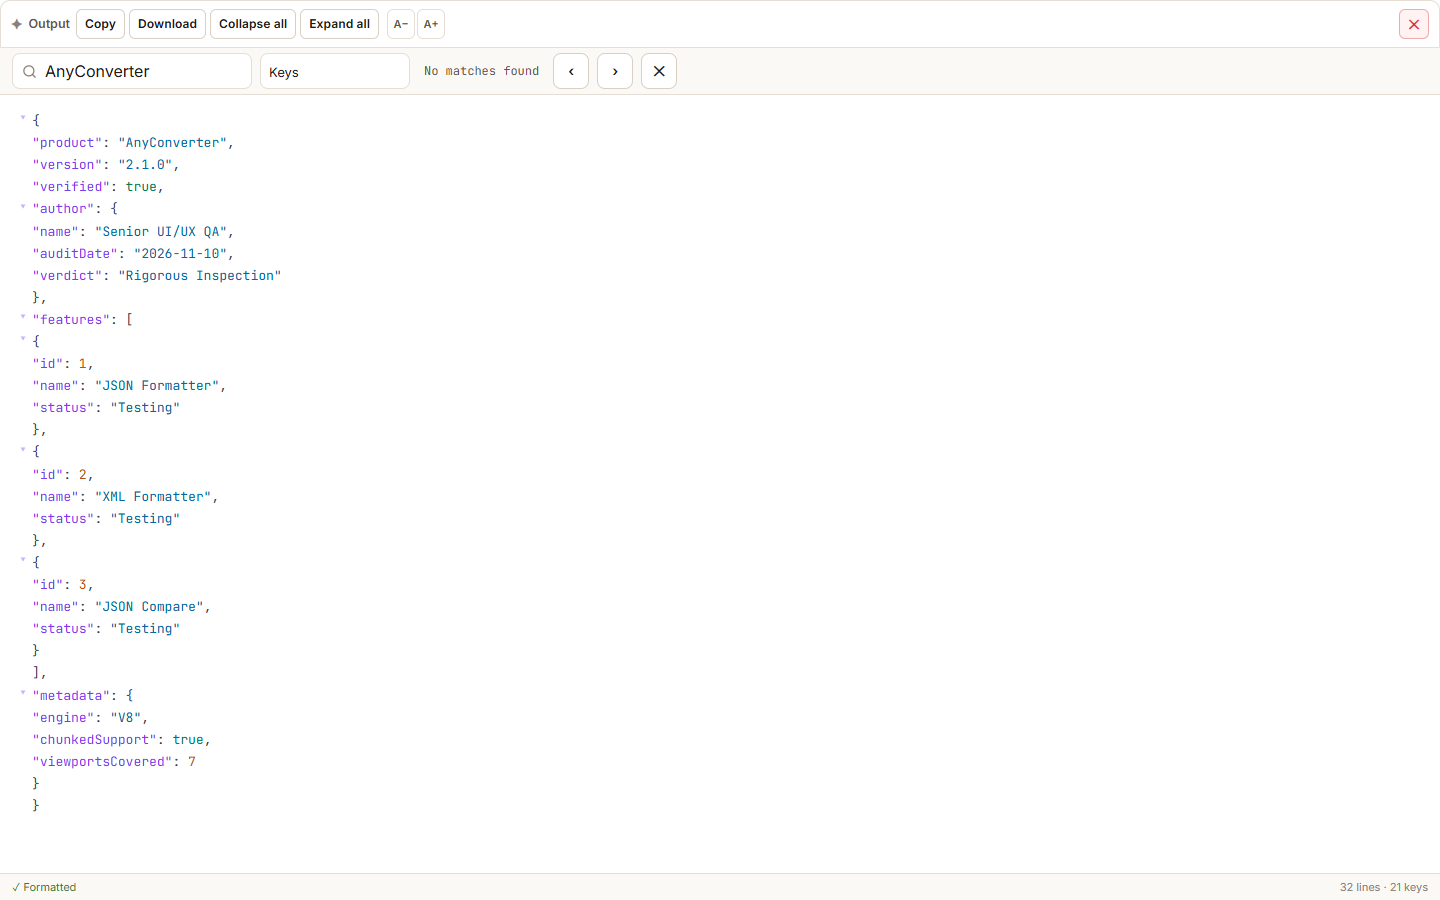 Output Copy Download Collapse all Expand all A− A+
AnyConverter Keys No matches found
{
"product": "AnyConverter",
"version": "2.1.0",
"verified": true,
"author": {
"name": "Senior UI/UX QA",
"auditDate": "2026-11-10",
"verdict": "Rigorous Inspection"
},
"features": [
{
"id": 1,
"name": "JSON Formatter",
"status": "Testing"
},
{
"id": 2,
"name": "XML Formatter",
"status": "Testing"
},
{
"id": 3,
"name": "JSON Compare",
"status": "Testing"
}
],
"metadata": {
"engine": "V8",
"chunkedSupport": true,
"viewportsCovered": 7
}
}
✓ Formatted 32 lines · 21 keys